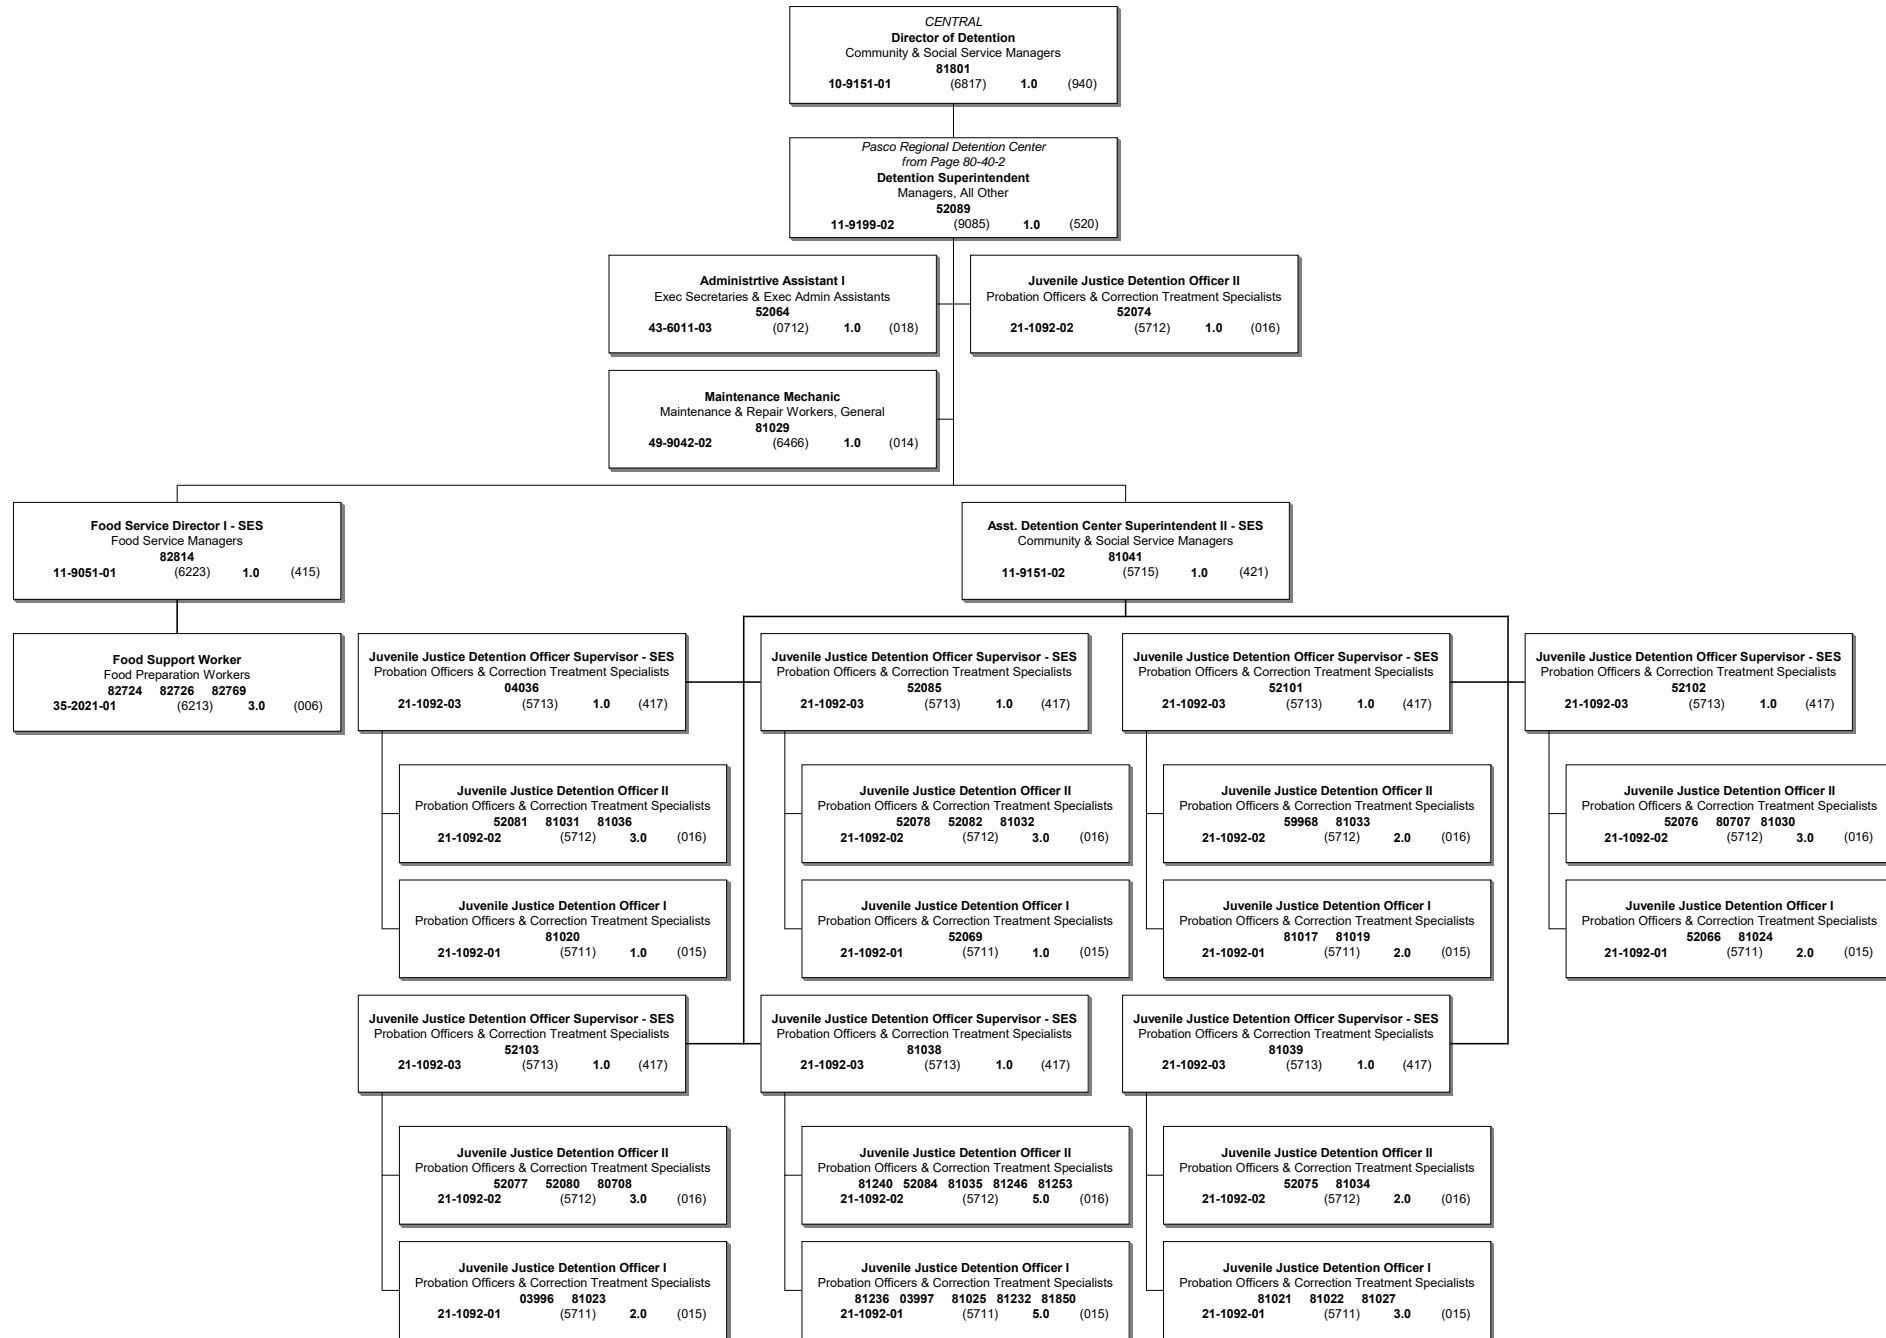 CENTRAL
Director of Detention
Community & Social Service Managers
81801
10-9151-01 (6817) 1.0 (940)
Pasco Regional Detention Center
from Page 80-40-2
Detention Superintendent
Managers, All Other
52089
11-9199-02 (9085) 1.0 (520)
Administrtive Assistant I
Exec Secretaries & Exec Admin Assistants
52064
43-6011-03 (0712) 1.0 (018)
Juvenile Justice Detention Officer II
Probation Officers & Correction Treatment Specialists
52074
21-1092-02 (5712) 1.0 (016)
Maintenance Mechanic
Maintenance & Repair Workers, General
81029
49-9042-02 (6466) 1.0 (014)
Food Service Director I - SES
Food Service Managers
82814
11-9051-01 (6223) 1.0 (415)
Asst. Detention Center Superintendent II - SES
Community & Social Service Managers
81041
11-9151-02 (5715) 1.0 (421)
Food Support Worker
Food Preparation Workers
82724 82726 82769
35-2021-01 (6213) 3.0 (006)
Juvenile Justice Detention Officer Supervisor - SES
Probation Officers & Correction Treatment Specialists
04036
21-1092-03 (5713) 1.0 (417)
Juvenile Justice Detention Officer Supervisor - SES
Probation Officers & Correction Treatment Specialists
52085
21-1092-03 (5713) 1.0 (417)
Juvenile Justice Detention Officer Supervisor - SES
Probation Officers & Correction Treatment Specialists
52101
21-1092-03 (5713) 1.0 (417)
Juvenile Justice Detention Officer Supervisor - SES
Probation Officers & Correction Treatment Specialists
52102
21-1092-03 (5713) 1.0 (417)
Juvenile Justice Detention Officer II
Probation Officers & Correction Treatment Specialists
52081 81031 81036
21-1092-02 (5712) 3.0 (016)
Juvenile Justice Detention Officer II
Probation Officers & Correction Treatment Specialists
52078 52082 81032
21-1092-02 (5712) 3.0 (016)
Juvenile Justice Detention Officer II
Probation Officers & Correction Treatment Specialists
59968 81033
21-1092-02 (5712) 2.0 (016)
Juvenile Justice Detention Officer II
Probation Officers & Correction Treatment Specialists
52076 80707 81030
21-1092-02 (5712) 3.0 (016)
Juvenile Justice Detention Officer I
Probation Officers & Correction Treatment Specialists
81020
21-1092-01 (5711) 1.0 (015)
Juvenile Justice Detention Officer I
Probation Officers & Correction Treatment Specialists
52069
21-1092-01 (5711) 1.0 (015)
Juvenile Justice Detention Officer I
Probation Officers & Correction Treatment Specialists
81017 81019
21-1092-01 (5711) 2.0 (015)
Juvenile Justice Detention Officer I
Probation Officers & Correction Treatment Specialists
52066 81024
21-1092-01 (5711) 2.0 (015)
Juvenile Justice Detention Officer Supervisor - SES
Probation Officers & Correction Treatment Specialists
52103
21-1092-03 (5713) 1.0 (417)
Juvenile Justice Detention Officer Supervisor - SES
Probation Officers & Correction Treatment Specialists
81038
21-1092-03 (5713) 1.0 (417)
Juvenile Justice Detention Officer Supervisor - SES
Probation Officers & Correction Treatment Specialists
81039
21-1092-03 (5713) 1.0 (417)
Juvenile Justice Detention Officer II
Probation Officers & Correction Treatment Specialists
52077 52080 80708
21-1092-02 (5712) 3.0 (016)
Juvenile Justice Detention Officer II
Probation Officers & Correction Treatment Specialists
81240 52084 81035 81246 81253
21-1092-02 (5712) 5.0 (016)
Juvenile Justice Detention Officer II
Probation Officers & Correction Treatment Specialists
52075 81034
21-1092-02 (5712) 2.0 (016)
Juvenile Justice Detention Officer I
Probation Officers & Correction Treatment Specialists
03996 81023
21-1092-01 (5711) 2.0 (015)
Juvenile Justice Detention Officer I
Probation Officers & Correction Treatment Specialists
81236 03997 81025 81232 81850
21-1092-01 (5711) 5.0 (015)
Juvenile Justice Detention Officer I
Probation Officers & Correction Treatment Specialists
81021 81022 81027
21-1092-01 (5711) 3.0 (015)